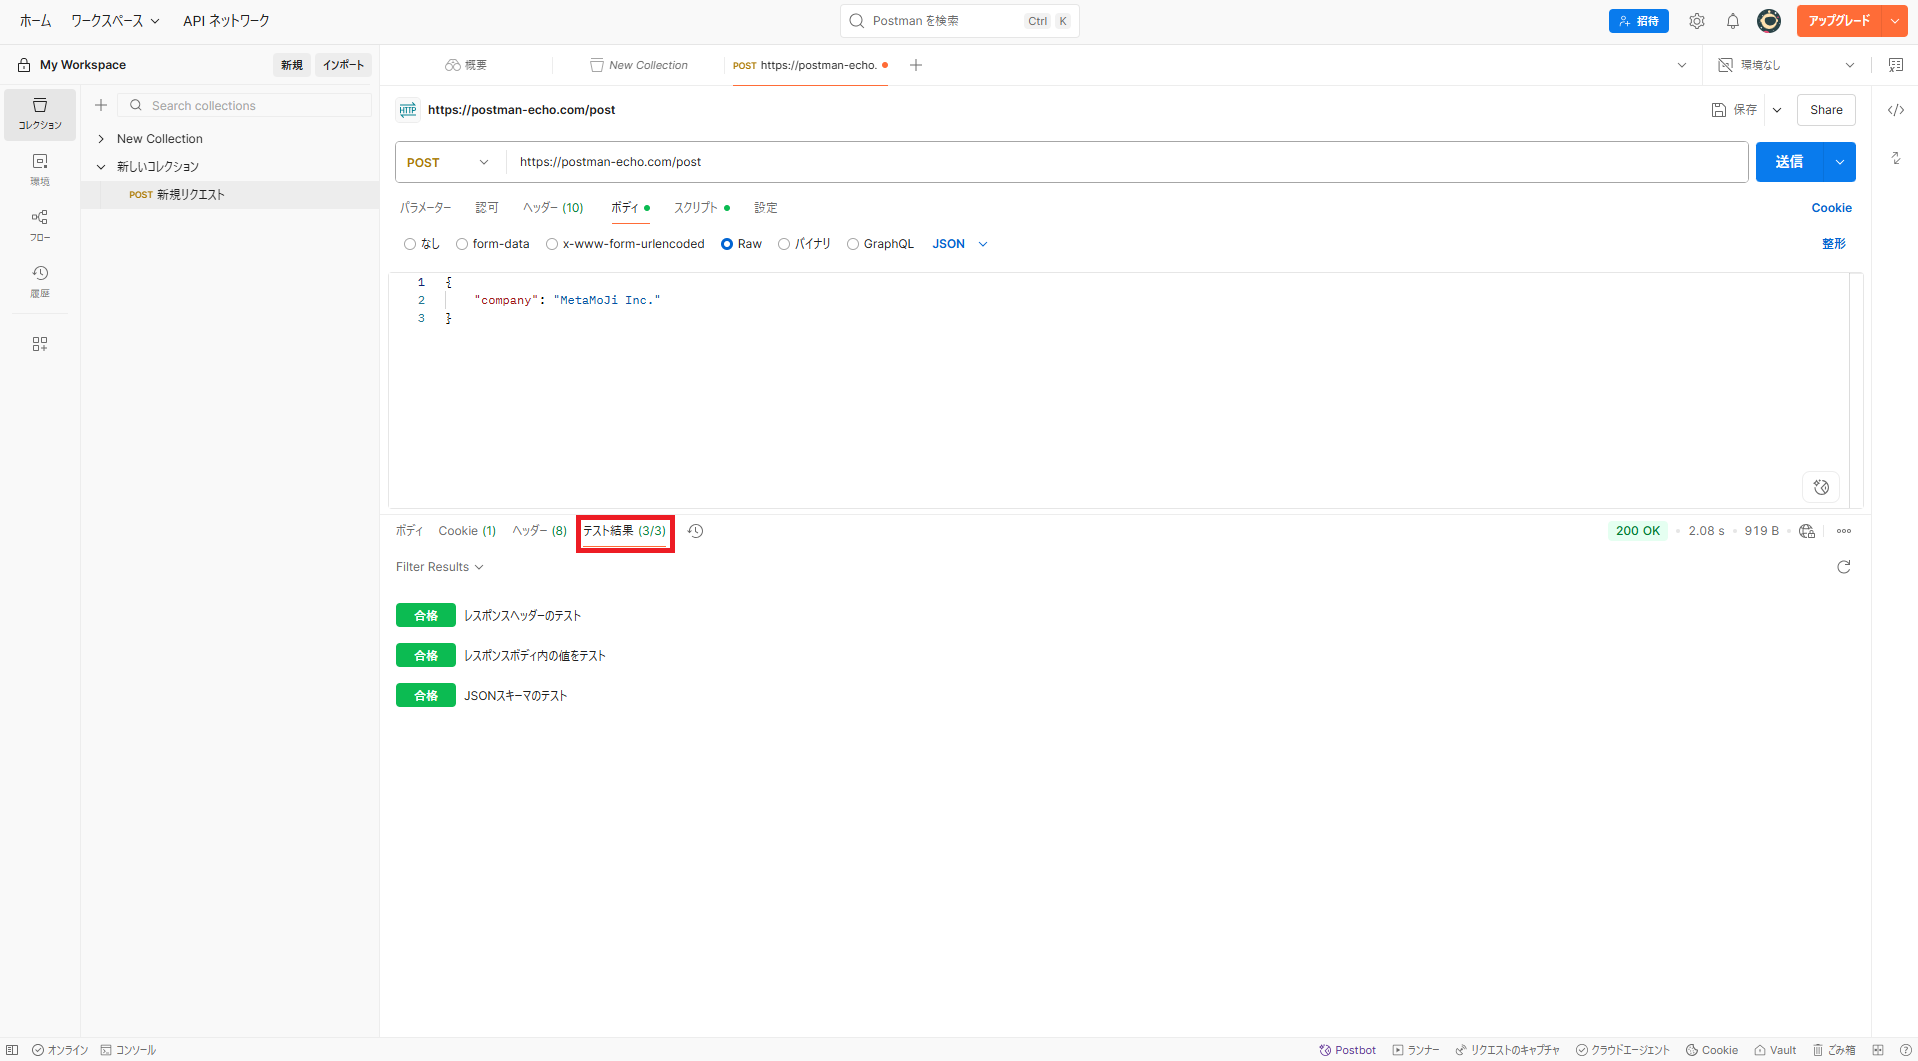 ホーム ワークスペース API ネットワーク Postman を検索 Ctrl K 招待 アップグレード
My Workspace 新規 インポート 概要 New Collection POST https://postman-echo. 環境なし
コレクション
環境
フロー
履歴
Search collections
New Collection
新しいコレクション
POST 新規リクエスト
HTTP https://postman-echo.com/post 保存 Share
POST https://postman-echo.com/post 送信
パラメーター 認可 ヘッダー (10) ボディ スクリプト 設定 Cookie
なし form-data x-www-form-urlencoded Raw バイナリ GraphQL JSON 整形
1 {
2 "company": "MetaMoJi Inc."
3 }
ボディ Cookie (1) ヘッダー (8) テスト結果 (3/3) 200 OK 2.08 s 919 B
Filter Results
合格 レスポンスヘッダーのテスト
合格 レスポンスボディ内の値をテスト
合格 JSONスキーマのテスト
オンライン コンソール Postbot ランナー リクエストのキャプチャ クラウドエージェント Cookie Vault ごみ箱